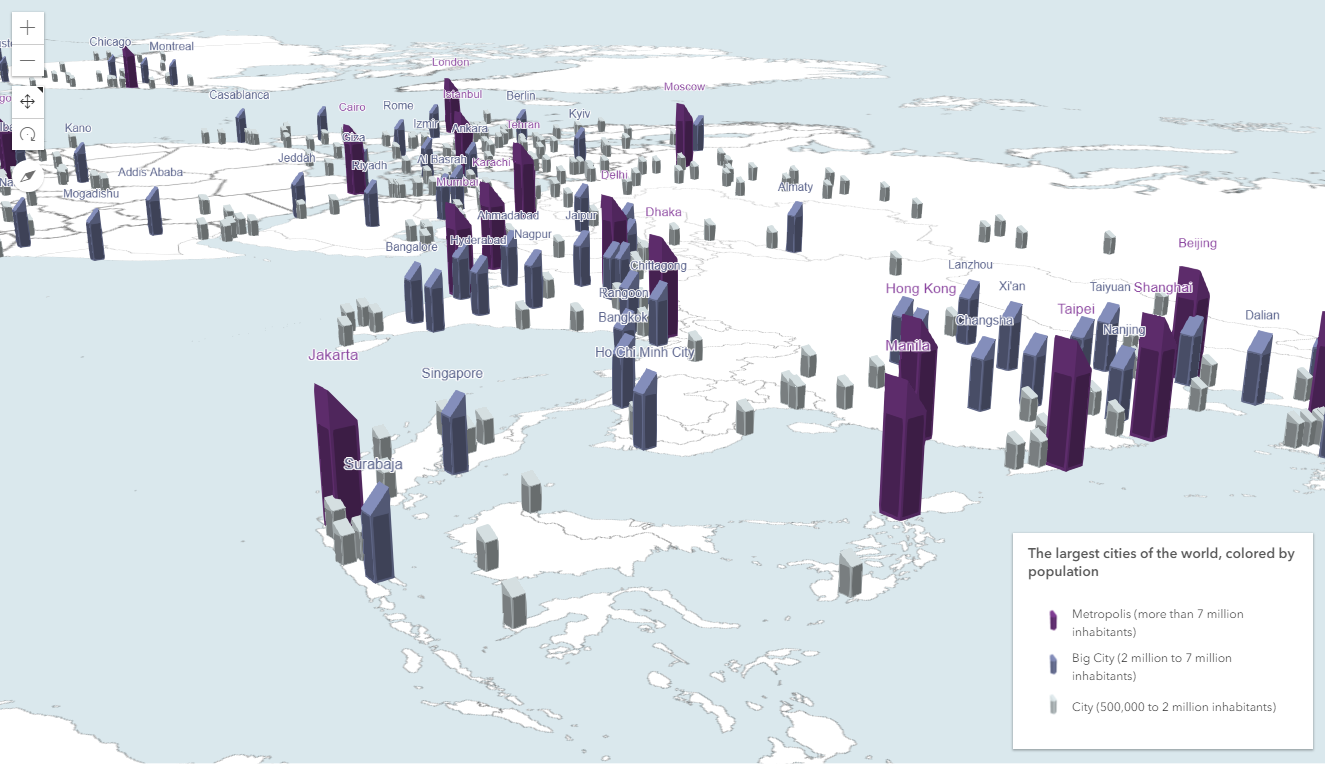 Chicago
Montreal
London
Moscow
Casablanca
Cairo
Rome
Istanbul
Berlin
Kyiv
Kano
Giza
Izmir
Ankara
Tehran
Jeddah
Riyadh
Al Basrah
Karachi
Addis Ababa
Mumbai
Delhi
Almaty
Mogadishu
Ahmadabad
Jaipur
Dhaka
Bangalore
Hyderabad
Nagpur
Beijing
Chittagong
Lanzhou
Rangoon
Hong Kong
Xi'an
Taiyuan
Shanghai
Bangkok
Changsha
Taipei
Nanjing
Dalian
Jakarta
Ho Chi Minh City
Manila
Singapore
Surabaja
The largest cities of the world, colored by
population
Metropolis (more than 7 million
inhabitants)
Big City (2 million to 7 million
inhabitants)
City (500,000 to 2 million inhabitants)